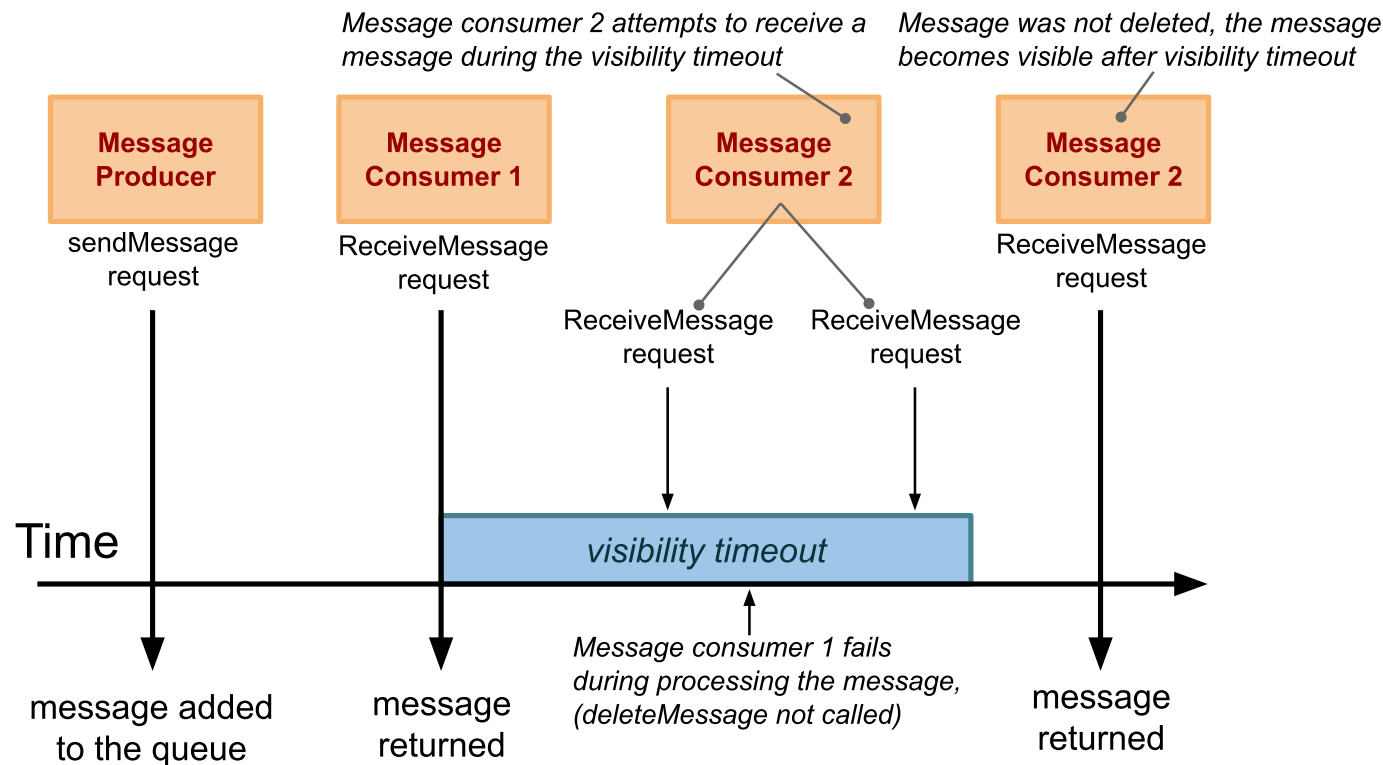 Message consumer 2 attempts to receive a
message during the visibility timeout
Message was not deleted, the message
becomes visible after visibility timeout
Message
Producer
Message
Consumer 1
Message
Consumer 2
Message
Consumer 2
sendMessage
request
ReceiveMessage
request
ReceiveMessage
request
ReceiveMessage
request
ReceiveMessage
request
Time
visibility timeout
Message consumer 1 fails
during processing the message,
(deleteMessage not called)
message added
to the queue
message
returned
message
returned